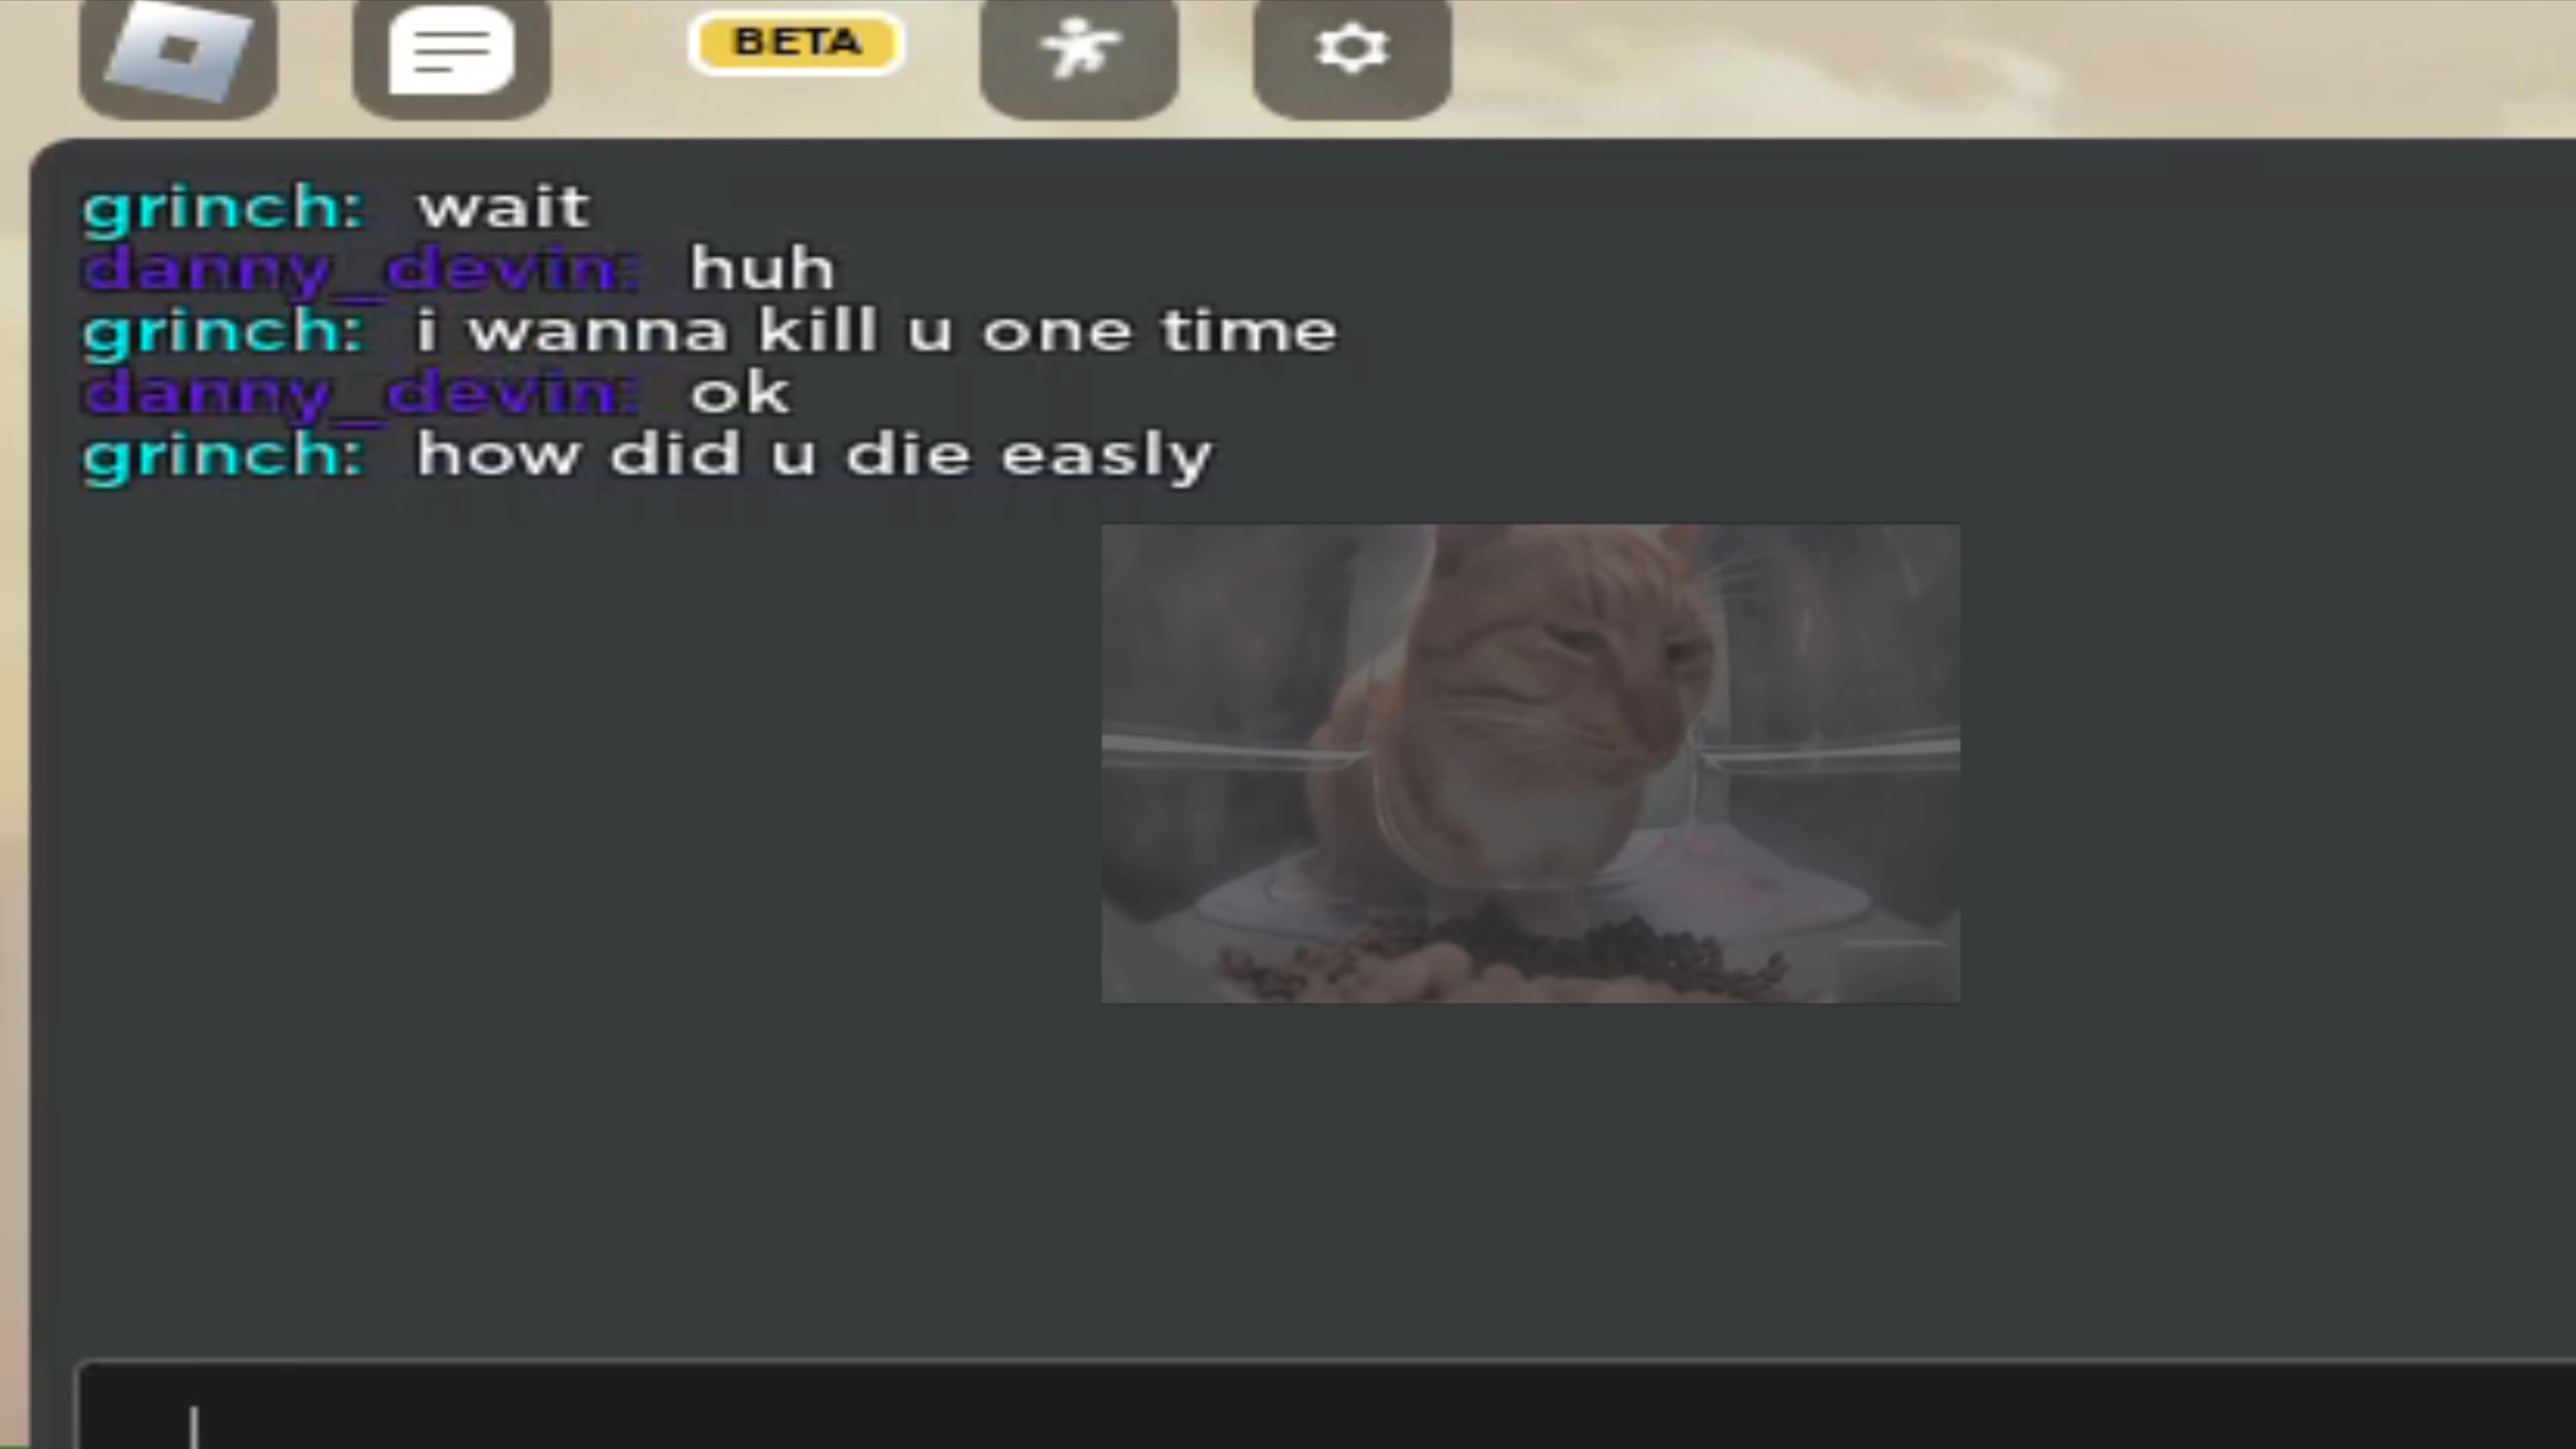 BETA
grinch: wait
danny_devin: huh
grinch: i wanna kill u one time
danny_devin: ok
grinch: how did u die easly